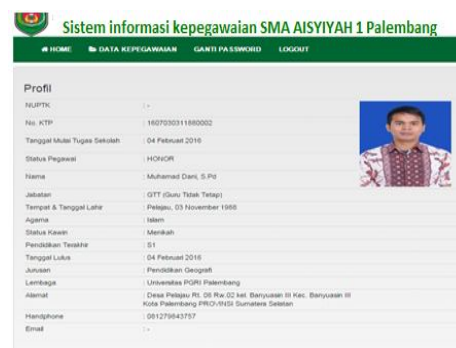 Sistem informasi kepegawaian SMA AISYIYAH 1 Palembang
HOME DATA KEPEGAWAIAN GANTI PASSWORD LOGOUT
Profil
NUPTK : -
No. KTP : 1607030311880002
Tanggal Mulai Tugas Sekolah : 04 Februari 2016
Status Pegawai : HONOR
Nama : Muhamad Dani, S.Pd
Jabatan : GTT (Guru Tidak Tetap)
Tempat & Tanggal Lahir : Pelajau, 03 November 1988
Agama : Islam
Status Kawin : Menikah
Pendidikan Terakhir : S1
Tanggal Lulus : 04 Februari 2016
Jurusan : Pendidikan Geografi
Lembaga : Universitas PGRI Palembang
Alamat : Desa Pelajau Rt. 06 Rw.02 kel. Banyuasin III Kec. Banyuasin III
Kota Palembang PROVINSI Sumatera Selatan
Handphone : 081279843757
Email : -